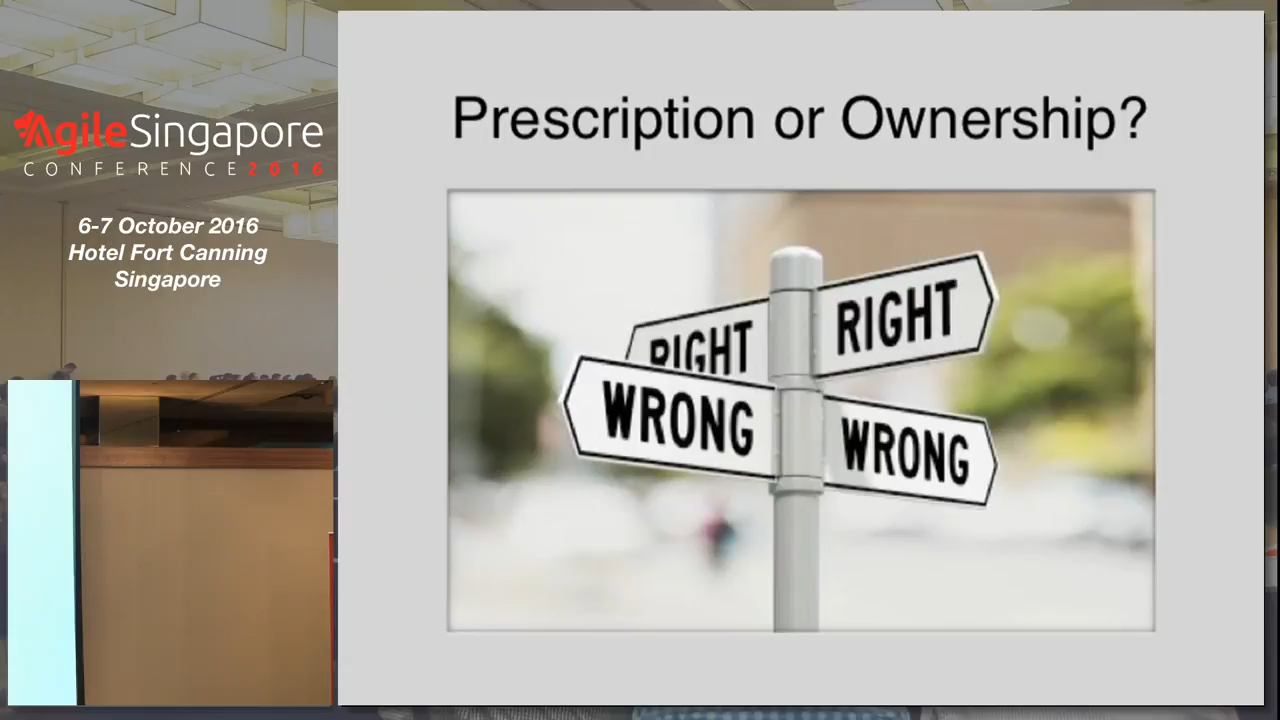 AgileSingapore
CONFERENCE2016
6-7 October 2016
Hotel Fort Canning
Singapore
Prescription or Ownership?
RIGHT
RIGHT
WRONG
WRONG